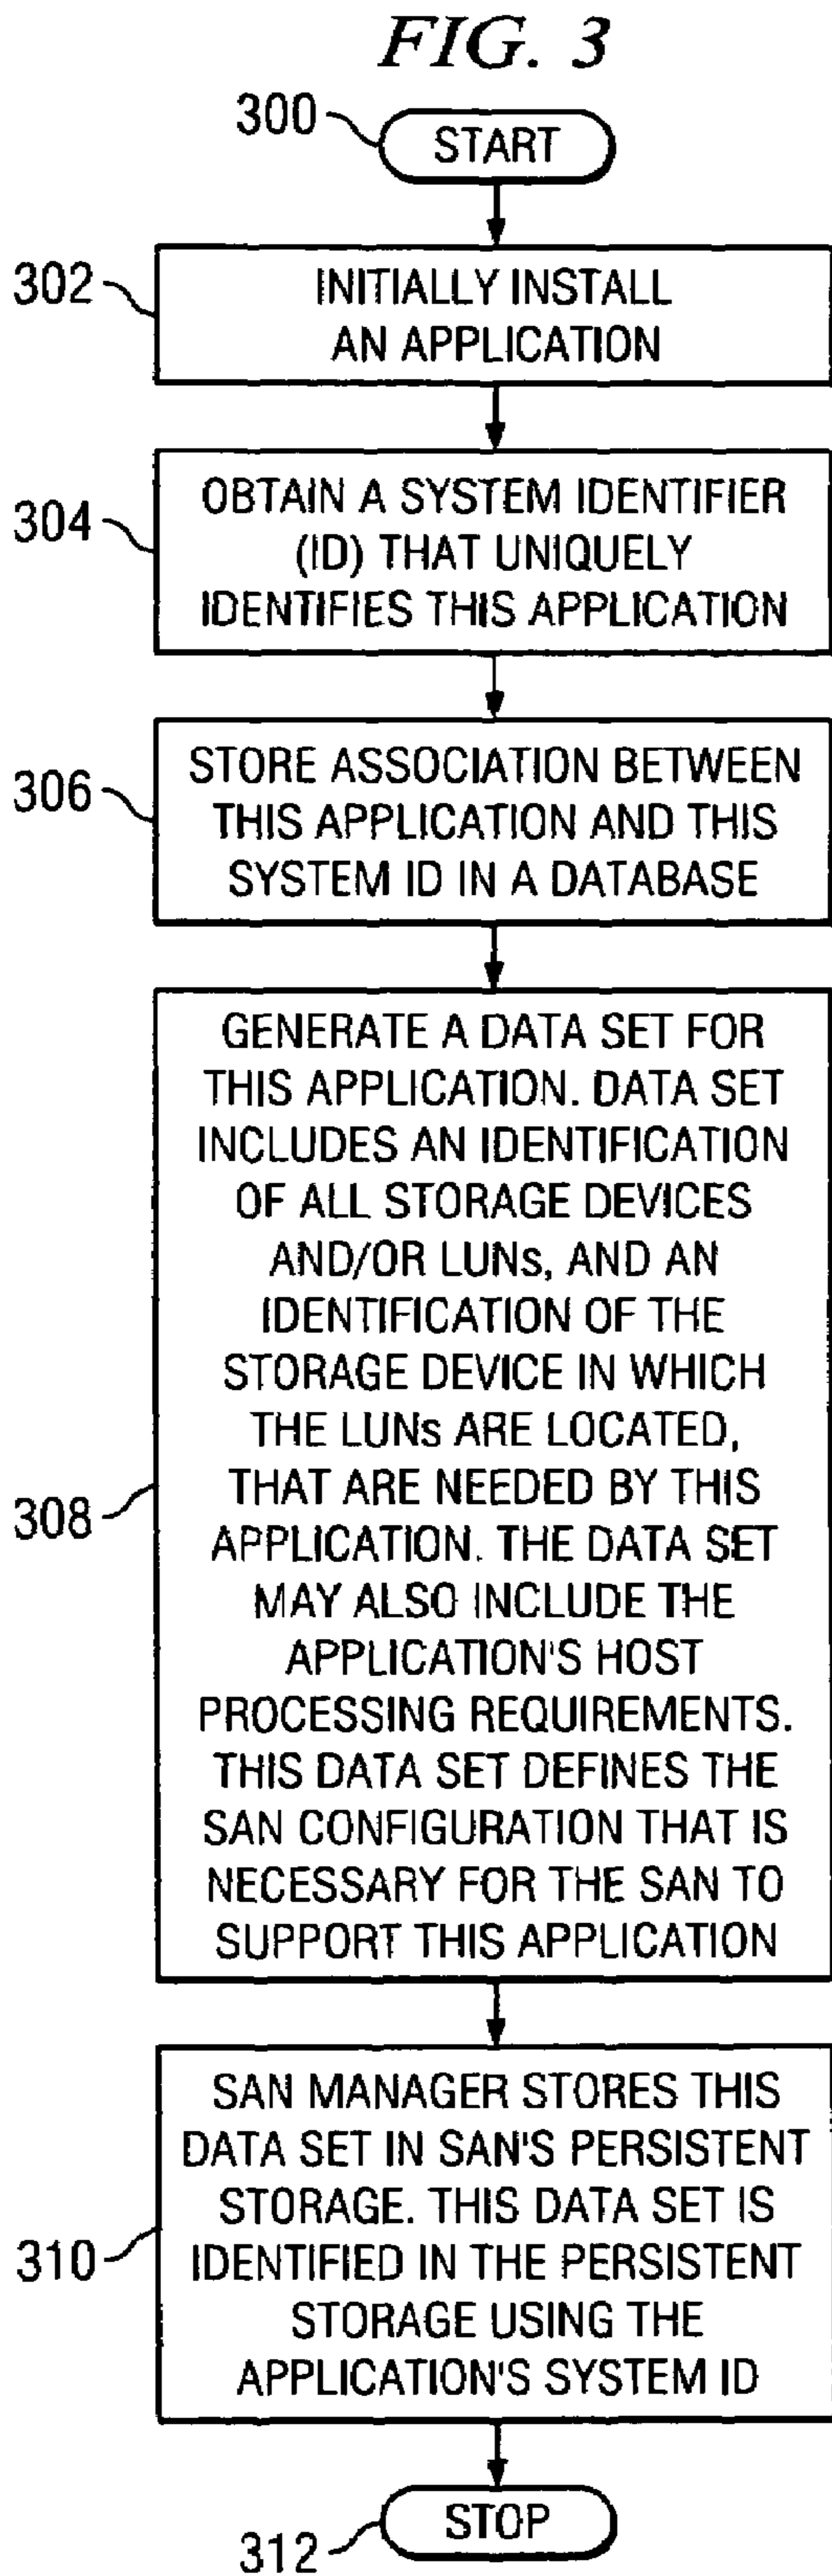 FIG. 3
300
START
302
INITIALLY INSTALL
AN APPLICATION
304
OBTAIN A SYSTEM IDENTIFIER
(ID) THAT UNIQUELY
IDENTIFIES THIS APPLICATION
306
STORE ASSOCIATION BETWEEN
THIS APPLICATION AND THIS
SYSTEM ID IN A DATABASE
308
GENERATE A DATA SET FOR
THIS APPLICATION. DATA SET
INCLUDES AN IDENTIFICATION
OF ALL STORAGE DEVICES
AND/OR LUNs, AND AN
IDENTIFICATION OF THE
STORAGE DEVICE IN WHICH
THE LUNs ARE LOCATED,
THAT ARE NEEDED BY THIS
APPLICATION. THE DATA SET
MAY ALSO INCLUDE THE
APPLICATION'S HOST
PROCESSING REQUIREMENTS.
THIS DATA SET DEFINES THE
SAN CONFIGURATION THAT IS
NECESSARY FOR THE SAN TO
SUPPORT THIS APPLICATION
310
SAN MANAGER STORES THIS
DATA SET IN SAN'S PERSISTENT
STORAGE. THIS DATA SET IS
IDENTIFIED IN THE PERSISTENT
STORAGE USING THE
APPLICATION'S SYSTEM ID
312
STOP